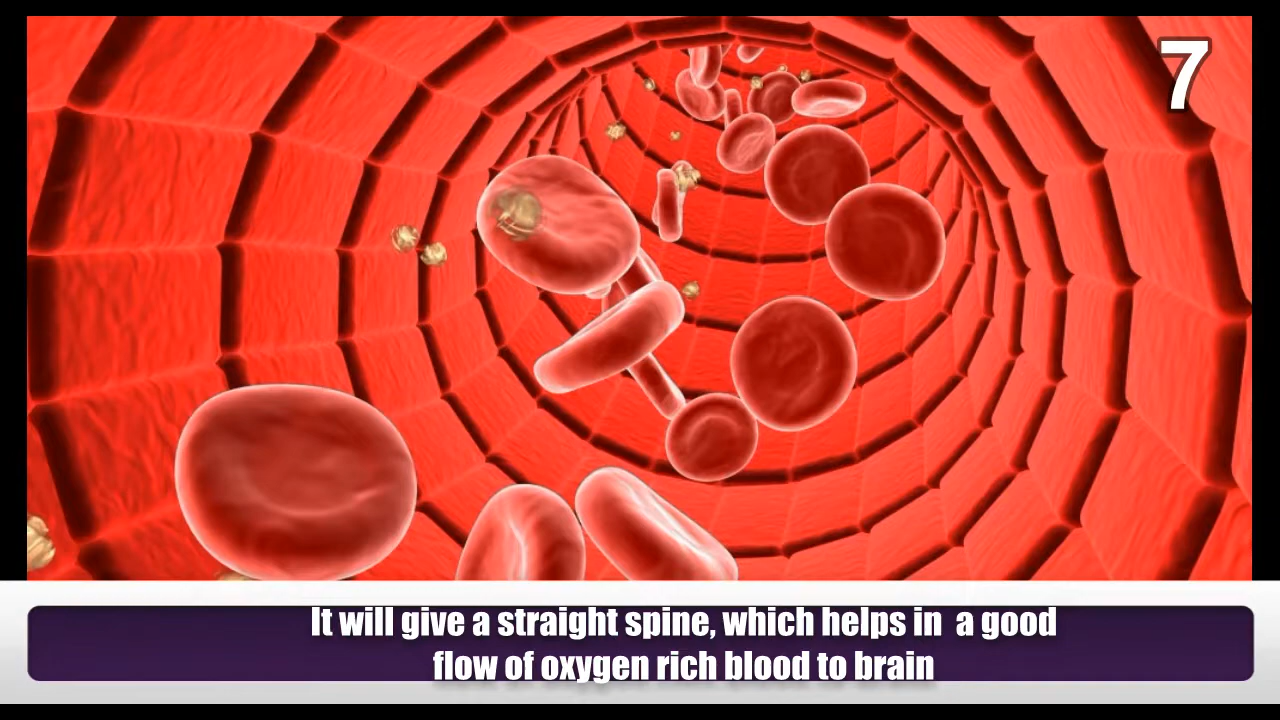 7
It will give a straight spine, which helps in  a good
flow of oxygen rich blood to brain